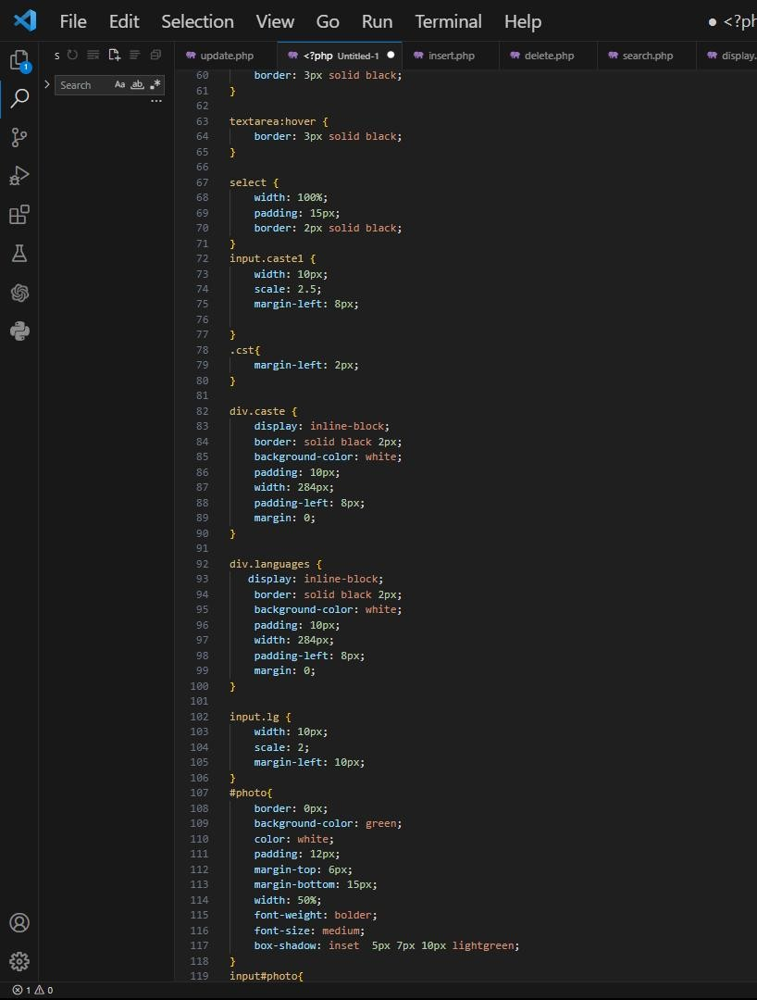 File Edit Selection View Go Run Terminal Help ● <?ph
S update.php <?php Untitled-1 ● insert.php delete.php search.php display.
1 > Search Aa ab .*
...
60 border: 3px solid black;
61 }
62
63 textarea:hover {
64 border: 3px solid black;
65 }
66
67 select {
68 width: 100%;
69 padding: 15px;
70 border: 2px solid black;
71 }
72 input.caste1 {
73 width: 10px;
74 scale: 2.5;
75 margin-left: 8px;
76
77 }
78 .cst{
79 margin-left: 2px;
80 }
81
82 div.caste {
83 display: inline-block;
84 border: solid black 2px;
85 background-color: white;
86 padding: 10px;
87 width: 284px;
88 padding-left: 8px;
89 margin: 0;
90 }
91
92 div.languages {
93 display: inline-block;
94 border: solid black 2px;
95 background-color: white;
96 padding: 10px;
97 width: 284px;
98 padding-left: 8px;
99 margin: 0;
100 }
101
102 input.lg {
103 width: 10px;
104 scale: 2;
105 margin-left: 10px;
106 }
107 #photo{
108 border: 0px;
109 background-color: green;
110 color: white;
111 padding: 12px;
112 margin-top: 6px;
113 margin-bottom: 15px;
114 width: 50%;
115 font-weight: bolder;
116 font-size: medium;
117 box-shadow: inset  5px 7px 10px lightgreen;
118 }
119 input#photo{
1 0